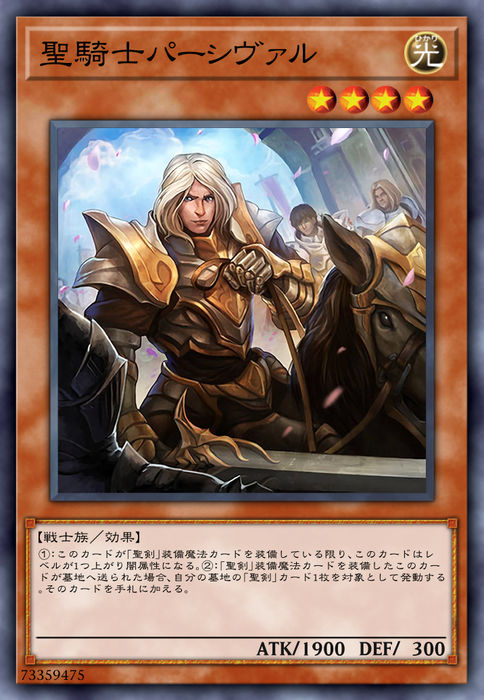 聖騎士パーシヴァル
ひかり
光
【戦士族／効果】
①:このカードが「聖剣」装備魔法カードを装備している限り、このカードはレ
ベルが1つ上がり闇属性になる。②:「聖剣」装備魔法カードを装備したこのカー
ドが墓地へ送られた場合、自分の墓地の「聖剣」カード1枚を対象として発動する
。そのカードを手札に加える。
ATK/1900 DEF/ 300
73359475